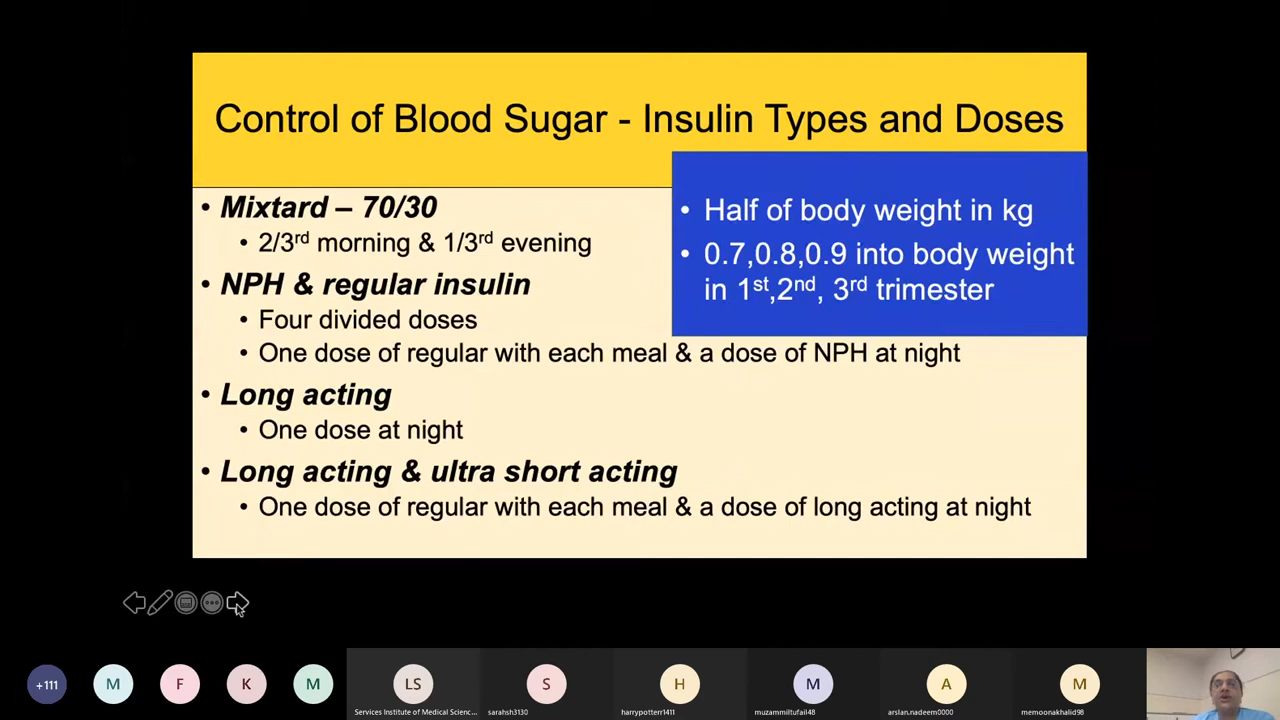 Control of Blood Sugar - Insulin Types and Doses
• Mixtard – 70/30
• 2/3rd morning & 1/3rd evening
• NPH & regular insulin
• Four divided doses
• One dose of regular with each meal & a dose of NPH at night
• Long acting
• One dose at night
• Long acting & ultra short acting
• One dose of regular with each meal & a dose of long acting at night
• Half of body weight in kg
• 0.7,0.8,0.9 into body weight
in 1st,2nd, 3rd trimester
+111
M
F
K
M
LS
S
H
M
A
M
Services Institute of Medical Scienc...
sarahsh3130
harrypotterr1411
muzammiltufail48
arslan.nadeem0000
memoonakhalid98